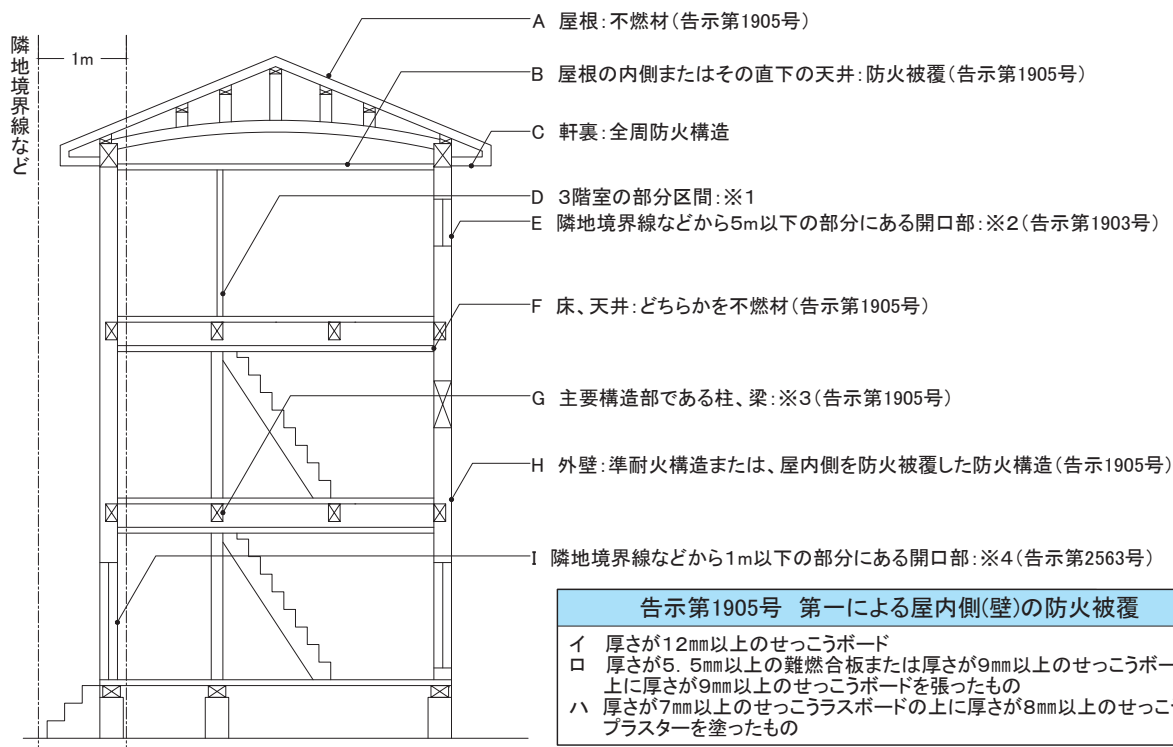 隣地境界線など
1m
A 屋根：不燃材（告示第1905号）
B 屋根の内側またはその直下の天井：防火被覆（告示第1905号）
C 軒裏：全周防火構造
D 3階室の部分区間：※1
E 隣地境界線などから5m以下の部分にある開口部：※2（告示第1903号）
F 床、天井：どちらかを不燃材（告示第1905号）
G 主要構造部である柱、梁：※3（告示第1905号）
H 外壁：準耐火構造または、屋内側を防火被覆した防火構造（告示1905号）
I 隣地境界線などから1m以下の部分にある開口部：※4（告示第2563号）
告示第1905号 第一による屋内側(壁)の防火被覆
イ 厚さが12㎜以上のせっこうボード
ロ 厚さが5．5㎜以上の難燃合板または厚さが9㎜以上のせっこうボー
上に厚さが9㎜以上のせっこうボードを張ったもの
ハ 厚さが7㎜以上のせっこうラスボードの上に厚さが8㎜以上のせっこ
プラスターを塗ったもの